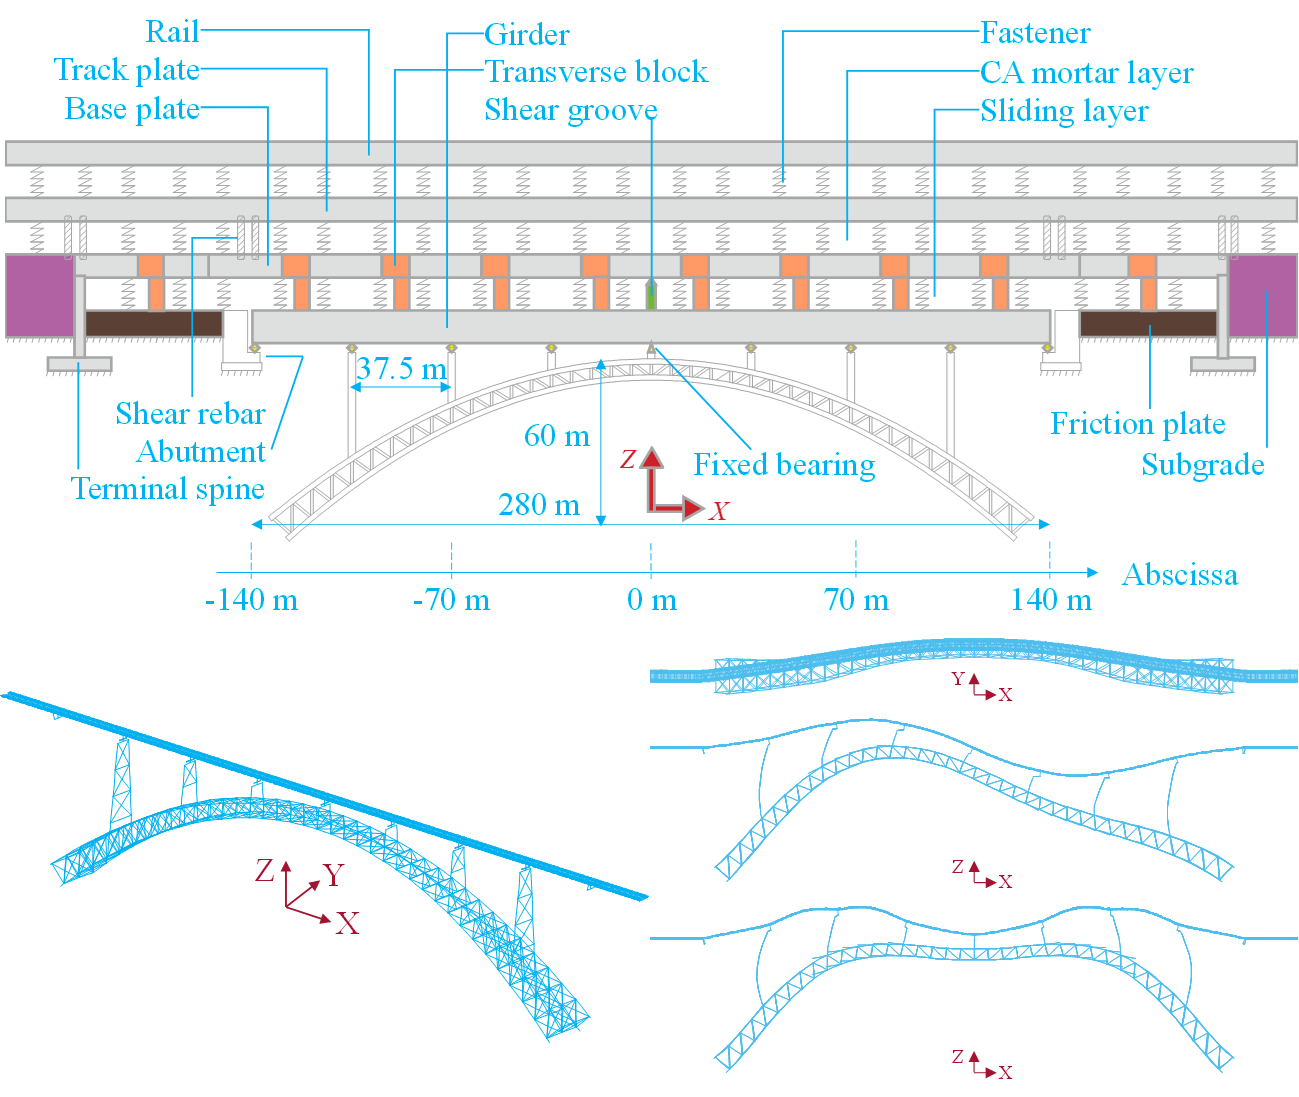 Rail
Girder
Fastener
Track plate
Transverse block
CA mortar layer
Base plate
Shear groove
Sliding layer
37.5 m
Shear rebar
60 m
Friction plate
Abutment
Z
Fixed bearing
Subgrade
Terminal spine
280 m
X
Abscissa
-140 m
-70 m
0 m
70 m
140 m
Y
X
Z
X
Z
Y
X
Z
X